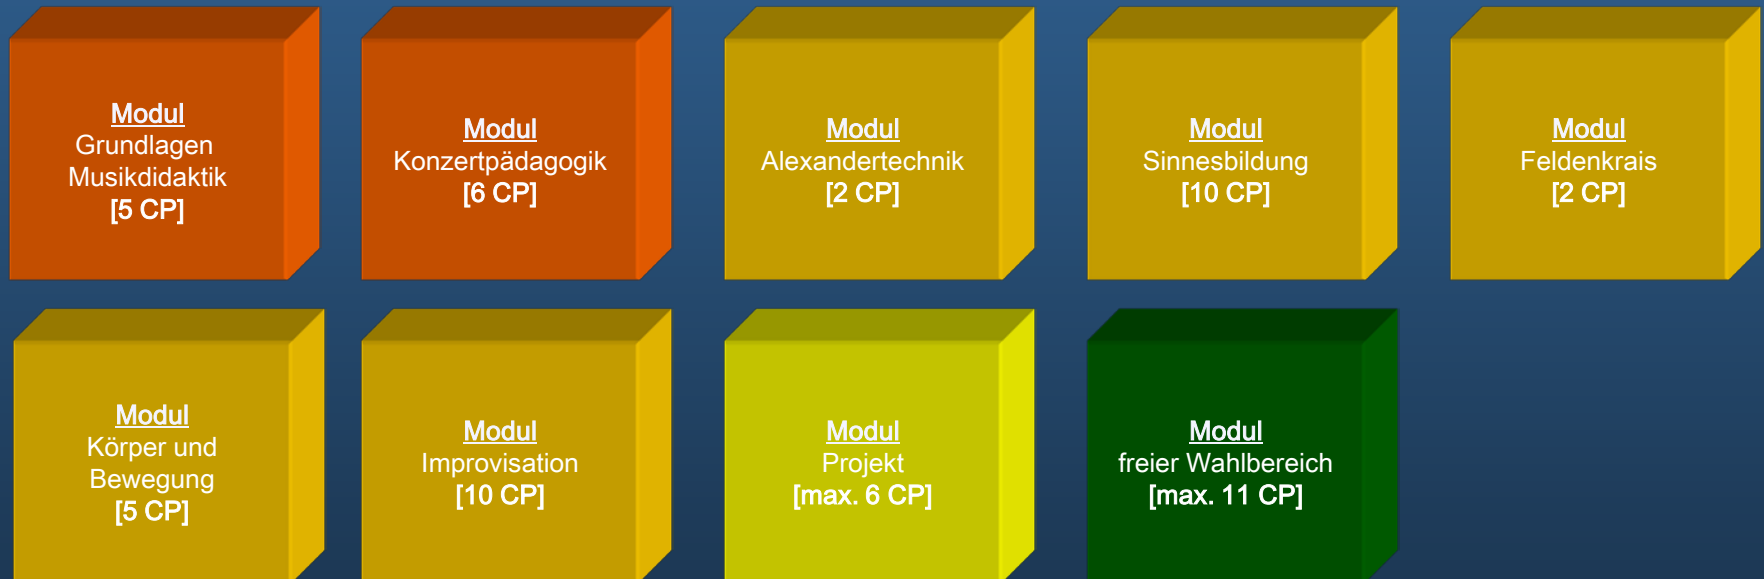 Modul
Grundlagen
Musikdidaktik
[5 CP]
Modul
Konzertpädagogik
[6 CP]
Modul
Alexandertechnik
[2 CP]
Modul
Sinnesbildung
[10 CP]
Modul
Feldenkrais
[2 CP]
Modul
Körper und
Bewegung
[5 CP]
Modul
Improvisation
[10 CP]
Modul
Projekt
[max. 6 CP]
Modul
freier Wahlbereich
[max. 11 CP]